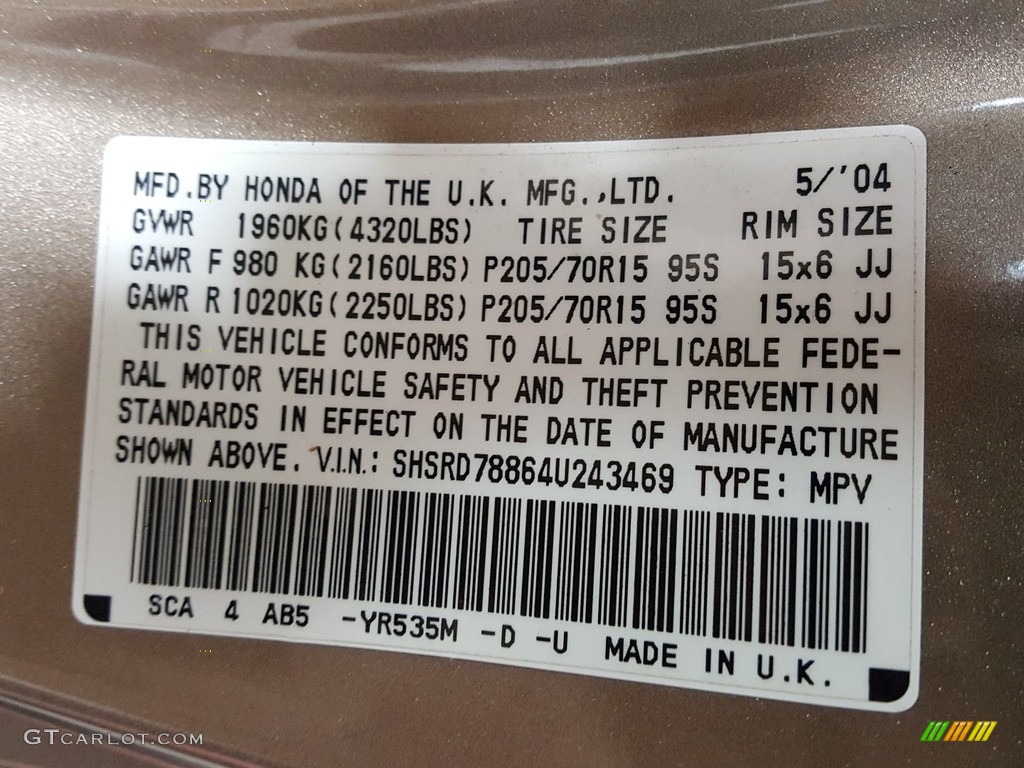 MFD.BY HONDA OF THE U.K. MFG.,LTD. 5/'04
GVWR 1960KG(4320LBS) TIRE SIZE RIM SIZE
GAWR F 980 KG(2160LBS) P205/70R15 95S 15x6 JJ
GAWR R 1020KG(2250LBS) P205/70R15 95S 15x6 JJ
THIS VEHICLE CONFORMS TO ALL APPLICABLE FEDE-
RAL MOTOR VEHICLE SAFETY AND THEFT PREVENTION
STANDARDS IN EFFECT ON THE DATE OF MANUFACTURE
SHOWN ABOVE. V.I.N.: SHSRD78864U243469 TYPE: MPV
SCA 4 AB5 -YR535M -D -U MADE IN U.K.
GTCARLOT.COM